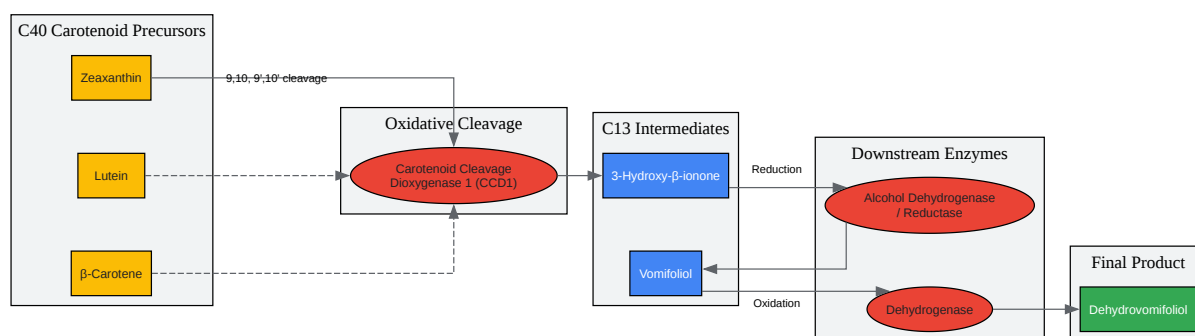 C40 Carotenoid Precursors
Zeaxanthin
9,10, 9',10' cleavage
Lutein
β-Carotene
Oxidative Cleavage
Carotenoid Cleavage
Dioxygenase 1 (CCD1)
C13 Intermediates
3-Hydroxy-β-ionone
Reduction
Vomifoliol
Oxidation
Downstream Enzymes
Alcohol Dehydrogenase
/ Reductase
Dehydrogenase
Final Product
Dehydrovomifoliol